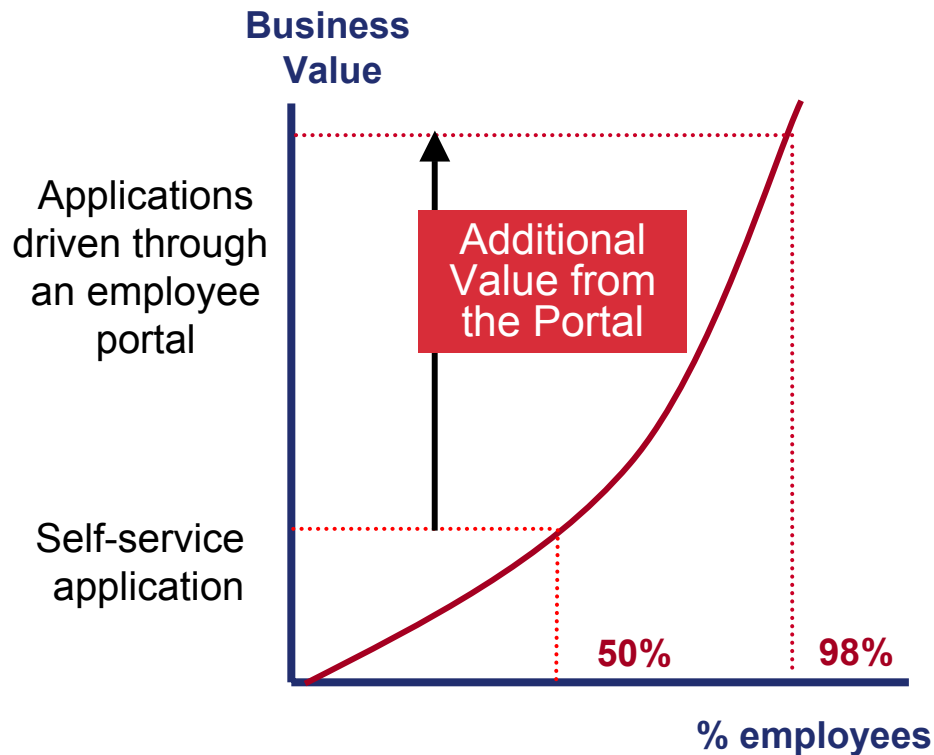 Business
Value
Applications
driven through
an employee
portal
Additional
Value from
the Portal
Self-service
application
50%
98%
% employees